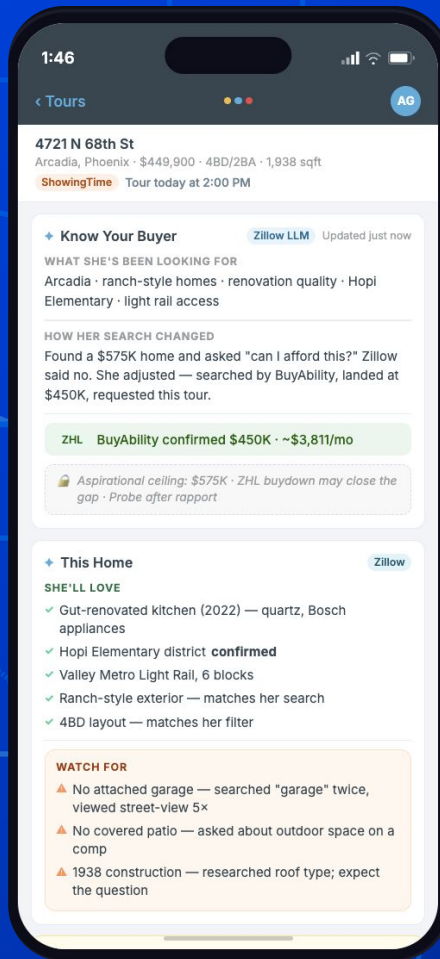 1:46
‹ Tours
AG
4721 N 68th St
Arcadia, Phoenix · $449,900 · 4BD/2BA · 1,938 sqft
ShowingTime Tour today at 2:00 PM
Know Your Buyer Zillow LLM Updated just now
WHAT SHE'S BEEN LOOKING FOR
Arcadia · ranch-style homes · renovation quality · Hopi
Elementary · light rail access
HOW HER SEARCH CHANGED
Found a $575K home and asked "can I afford this?" Zillow
said no. She adjusted — searched by BuyAbility, landed at
$450K, requested this tour.
ZHL BuyAbility confirmed $450K · ~$3,811/mo
Aspirational ceiling: $575K · ZHL buydown may close the
gap · Probe after rapport
This Home Zillow
SHE'LL LOVE
Gut-renovated kitchen (2022) — quartz, Bosch
appliances
Hopi Elementary district confirmed
Valley Metro Light Rail, 6 blocks
Ranch-style exterior — matches her search
4BD layout — matches her filter
WATCH FOR
No attached garage — searched "garage" twice,
viewed street-view 5×
No covered patio — asked about outdoor space on a
comp
1938 construction — researched roof type; expect
the question